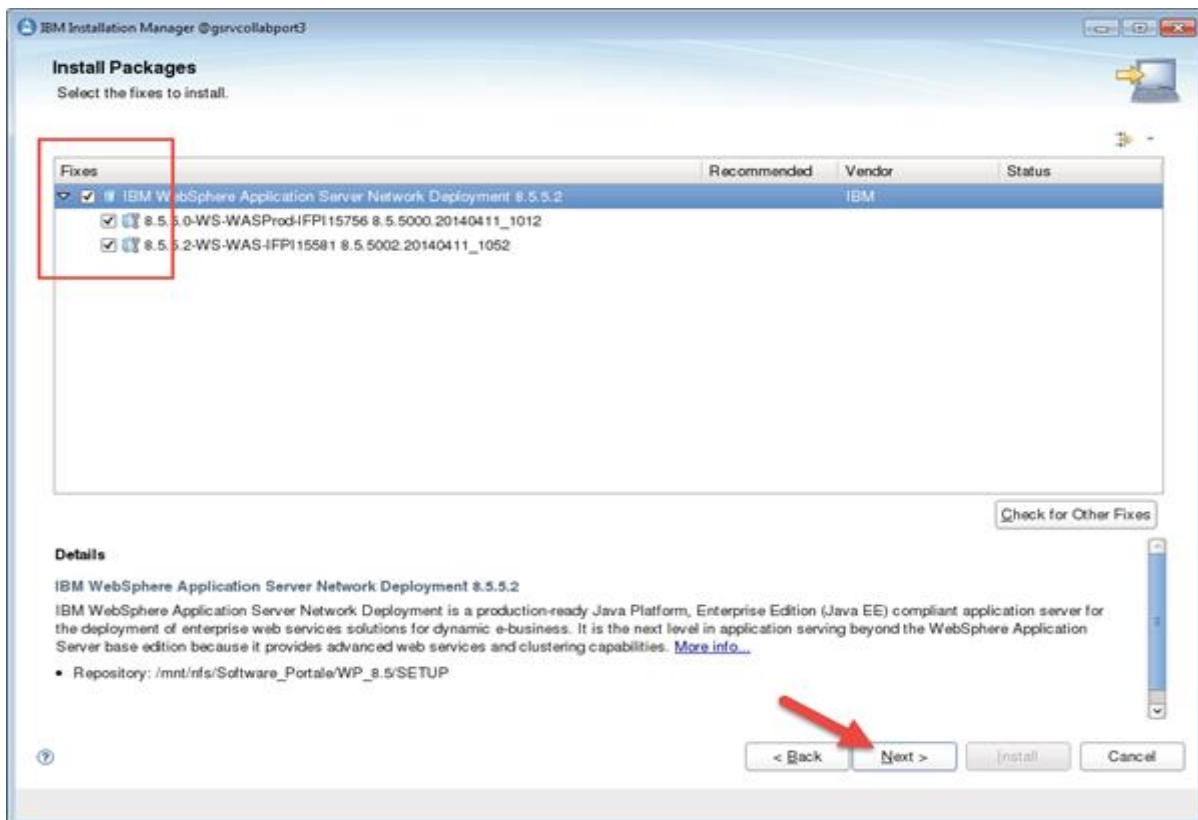 IBM Installation Manager @gsrvcollabport3
Install Packages
Select the fixes to install.
Fixes Recommended Vendor Status
IBM WebSphere Application Server Network Deployment 8.5.5.2 IBM
8.5.5.0-WS-WASProd-IFPI15756 8.5.5000.20140411_1012
8.5.5.2-WS-WAS-IFPI15581 8.5.5002.20140411_1052
Check for Other Fixes
Details
IBM WebSphere Application Server Network Deployment 8.5.5.2
IBM WebSphere Application Server Network Deployment is a production-ready Java Platform, Enterprise Edition (Java EE) compliant application server for
the deployment of enterprise web services solutions for dynamic e-business. It is the next level in application serving beyond the WebSphere Application
Server base edition because it provides advanced web services and clustering capabilities. More info...
• Repository: /mnt/nfs/Software_Portale/WP_8.5/SETUP
? < Back Next > Install Cancel